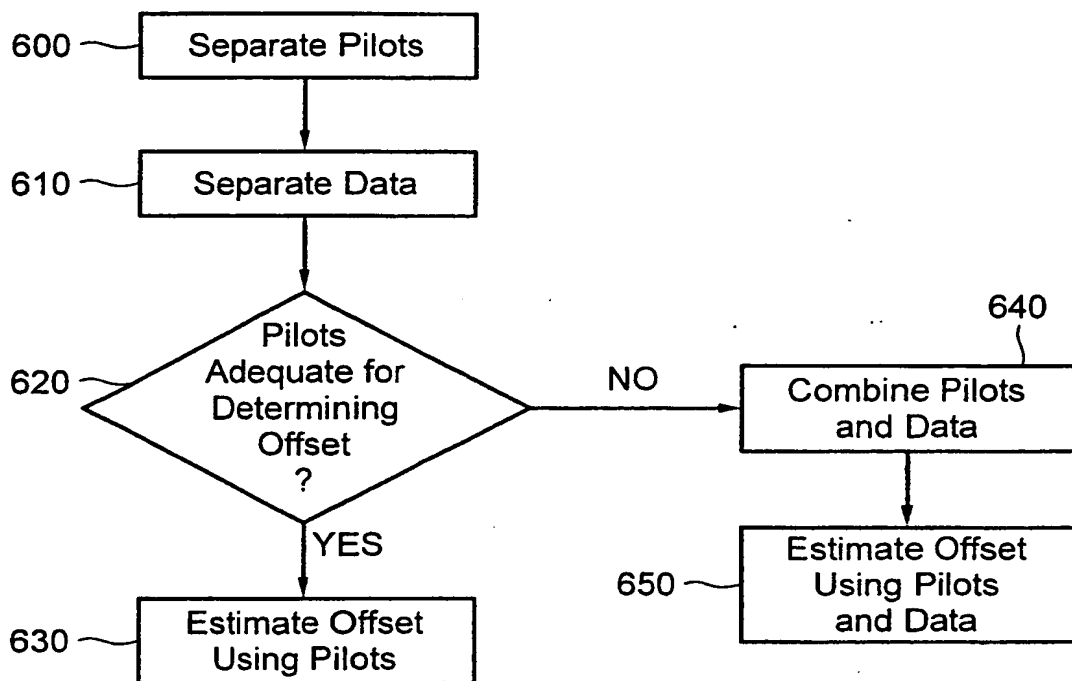 600
Separate Pilots
610
Separate Data
620
Pilots
Adequate for
Determining
Offset
?
NO
640
Combine Pilots
and Data
YES
630
Estimate Offset
Using Pilots
650
Estimate Offset
Using Pilots
and Data